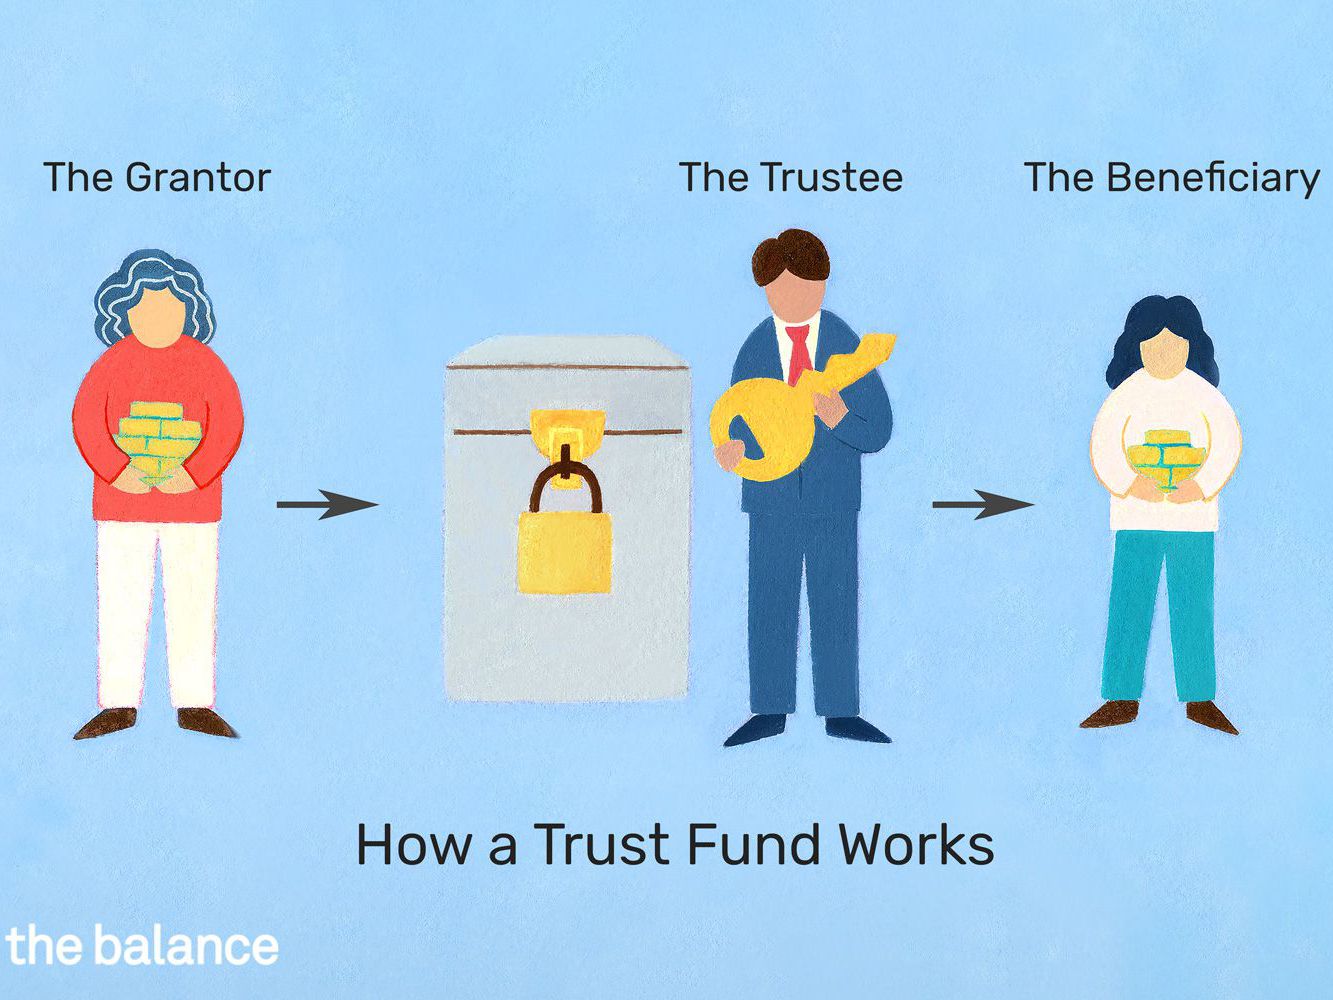 The Grantor
The Trustee
The Beneficiary
How a Trust Fund Works
the balance